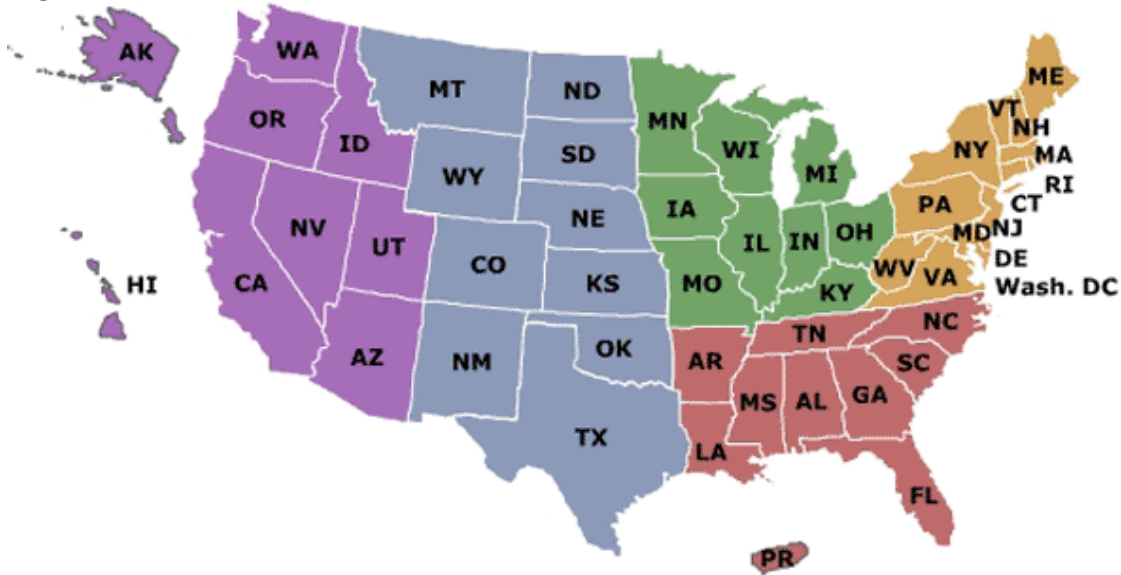 AK
WA
MT
ND
ME
OR
MN
VT
NH
ID
SD
WI
NY
MA
WY
MI
RI
NE
IA
PA
CT
NV
UT
IL
IN
OH
MD
NJ
CO
WV
DE
HI
CA
KS
MO
KY
VA
Wash. DC
AZ
NM
OK
AR
TN
NC
SC
MS
AL
GA
TX
LA
FL
PR